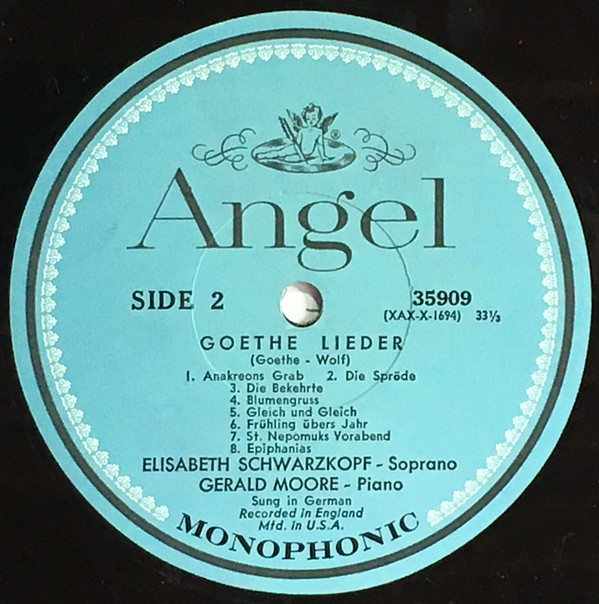 ®
Angel
SIDE 2
35909
(XAX-X-1694) 33⅓
GOETHE LIEDER
(Goethe - Wolf)
1. Anakreons Grab 2. Die Spröde
3. Die Bekehrte
4. Blumengruss
5. Gleich und Gleich
6. Frühling übers Jahr
7. St. Nepomuks Vorabend
8. Epiphanias
ELISABETH SCHWARZKOPF - Soprano
GERALD MOORE - Piano
Sung in German
Recorded in England
Mfd. in U.S.A.
MONOPHONIC